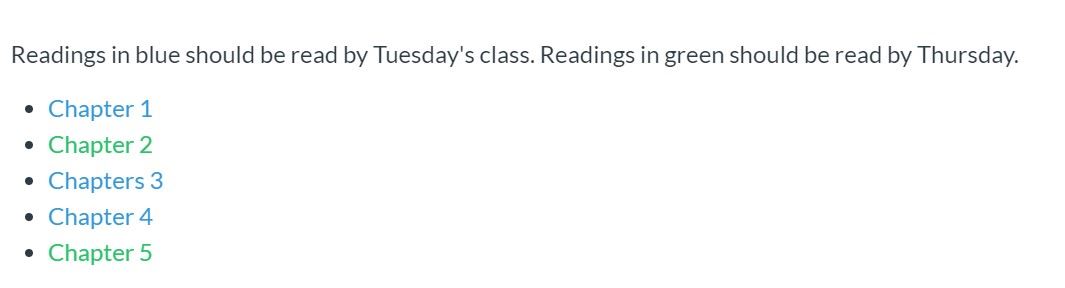 Readings in blue should be read by Tuesday's class. Readings in green should be read by Thursday.
Chapter 1
Chapter 2
Chapters 3
Chapter 4
Chapter 5